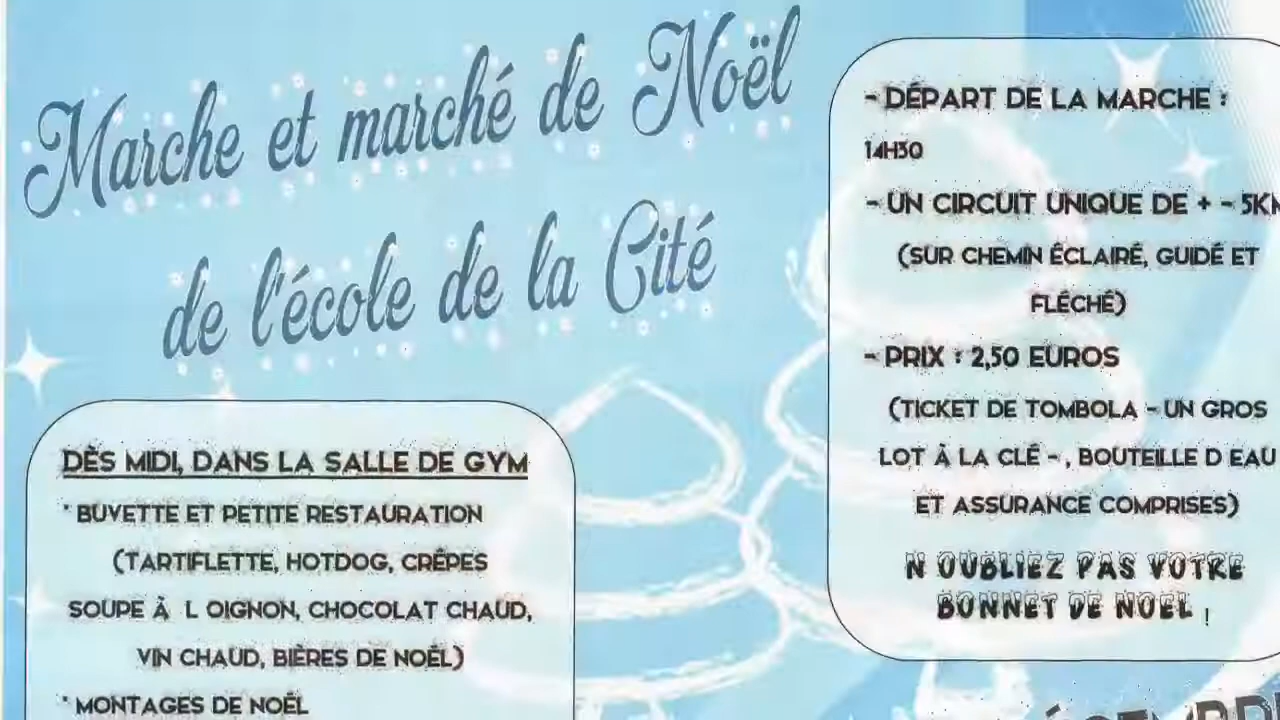 Marche et marché de Noël
de l'école de la Cité
DÈS MIDI, DANS LA SALLE DE GYM
* BUVETTE ET PETITE RESTAURATION
(TARTIFLETTE, HOTDOG, CRÊPES
SOUPE À L OIGNON, CHOCOLAT CHAUD,
VIN CHAUD, BIÈRES DE NOËL)
* MONTAGES DE NOËL
- DÉPART DE LA MARCHE :
14H30
- UN CIRCUIT UNIQUE DE + - 5KM
(SUR CHEMIN ÉCLAIRÉ, GUIDÉ ET
FLÉCHÉ)
- PRIX : 2,50 EUROS
(TICKET DE TOMBOLA - UN GROS
LOT À LA CLÉ - , BOUTEILLE D EAU
ET ASSURANCE COMPRISES)
N OUBLIEZ PAS VOTRE
BONNET DE NOEL !